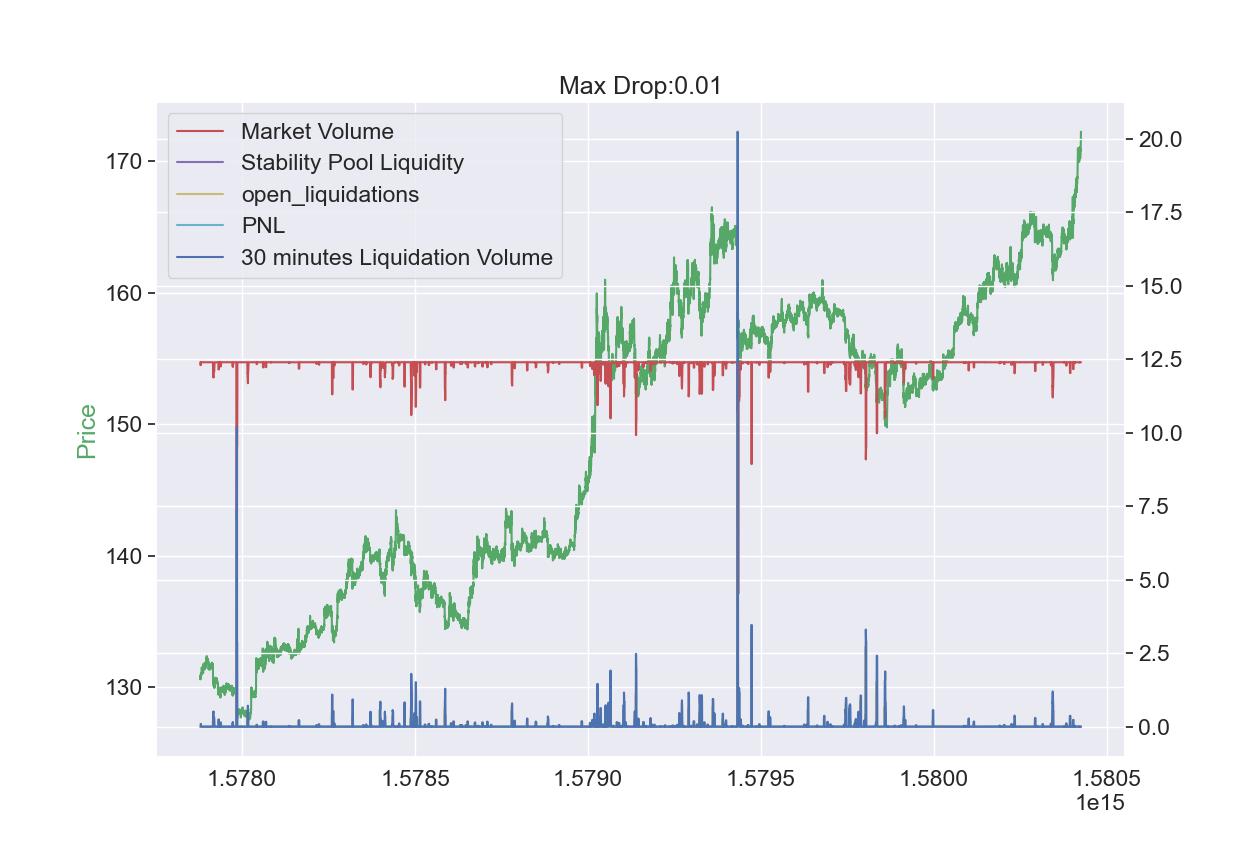 Max Drop:0.01
Market Volume
Stability Pool Liquidity
open_liquidations
PNL
30 minutes Liquidation Volume
Price
170
160
150
140
130
20.0
17.5
15.0
12.5
10.0
7.5
5.0
2.5
0.0
1.5780 1.5785 1.5790 1.5795 1.5800 1.5805
1e15